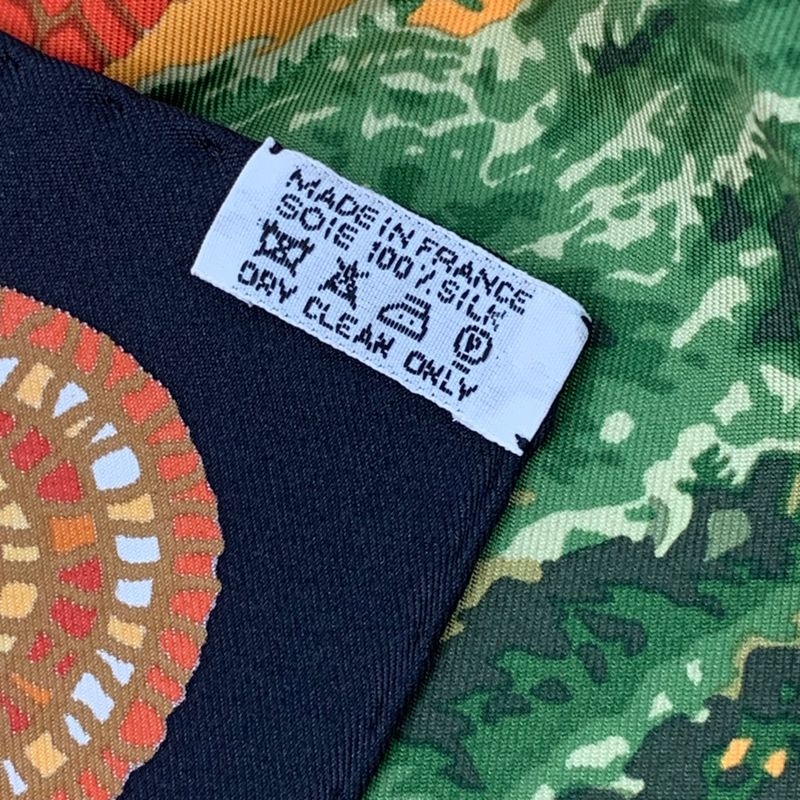 MADE IN FRANCE
SOIE 100% SILK
P
DRY CLEAN ONLY